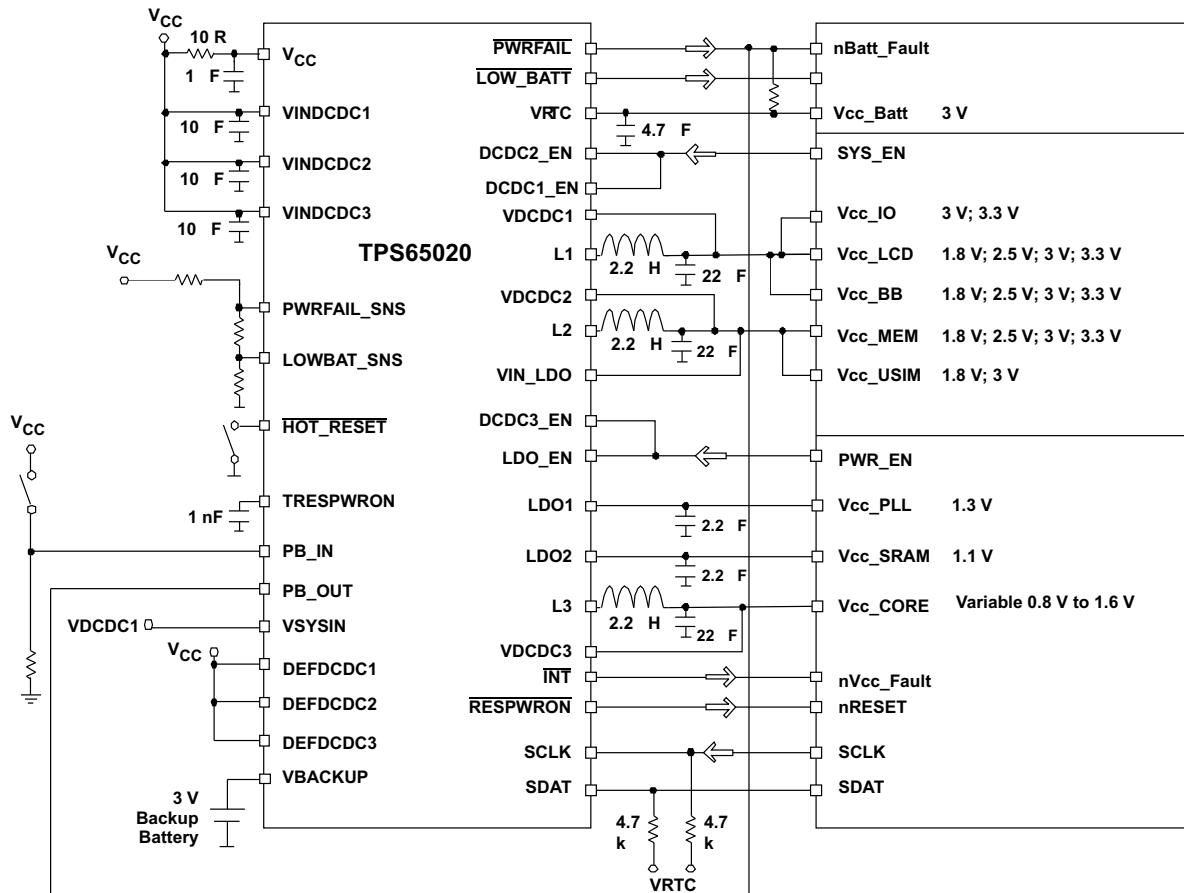 VCC
10 R
1 F
VCC
VINDCDC1
10 F
VINDCDC2
10 F
VINDCDC3
10 F
VCC
PWRFAIL_SNS
LOWBAT_SNS
HOT_RESET
VCC
TRESPWRON
1 nF
PB_IN
PB_OUT
VDCDC1
VSYSIN
VCC
DEFDCDC1
DEFDCDC2
DEFDCDC3
VBACKUP
3 V
Backup
Battery
TPS65020
PWRFAIL
LOW_BATT
VRTC
4.7 F
DCDC2_EN
DCDC1_EN
VDCDC1
L1
2.2 H
22 F
VDCDC2
L2
2.2 H
22 F
VIN_LDO
DCDC3_EN
LDO_EN
LDO1
2.2 F
LDO2
2.2 F
L3
2.2 H
22 F
VDCDC3
INT
RESPWRON
SCLK
SDAT
4.7
k
4.7
k
VRTC
nBatt_Fault
Vcc_Batt 3 V
SYS_EN
Vcc_IO 3 V; 3.3 V
Vcc_LCD 1.8 V; 2.5 V; 3 V; 3.3 V
Vcc_BB 1.8 V; 2.5 V; 3 V; 3.3 V
Vcc_MEM 1.8 V; 2.5 V; 3 V; 3.3 V
Vcc_USIM 1.8 V; 3 V
PWR_EN
Vcc_PLL 1.3 V
Vcc_SRAM 1.1 V
Vcc_CORE Variable 0.8 V to 1.6 V
nVcc_Fault
nRESET
SCLK
SDAT